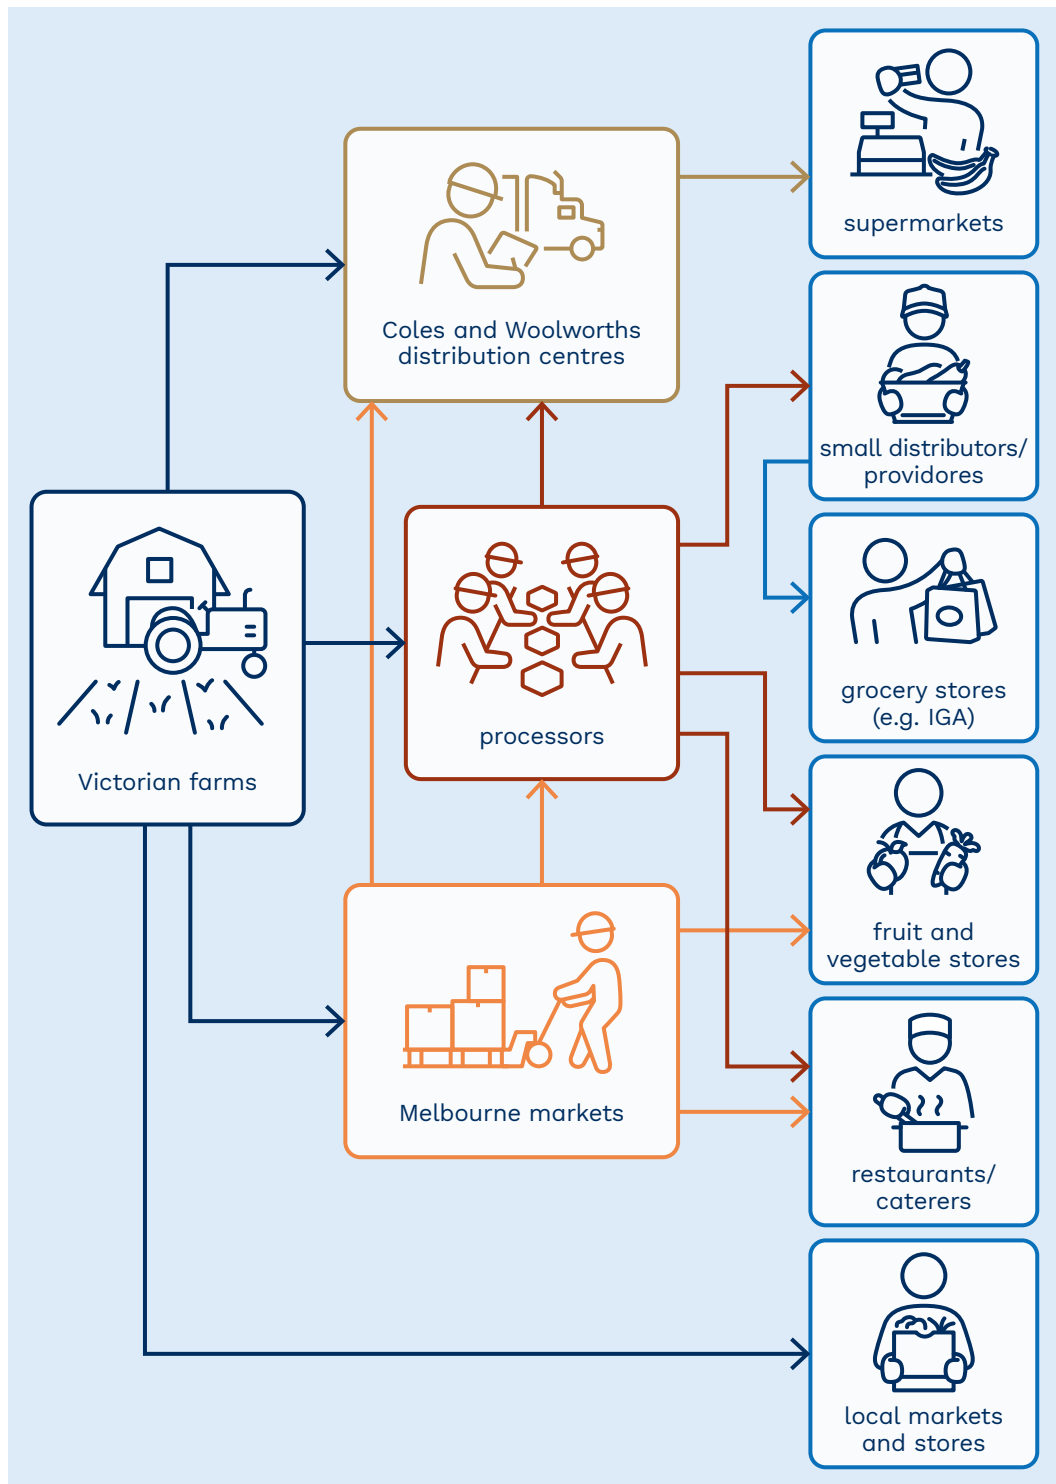 supermarkets
Coles and Woolworths
distribution centres
small distributors/
providores
grocery stores
(e.g. IGA)
processors
Victorian farms
fruit and
vegetable stores
Melbourne markets
restaurants/
caterers
local markets
and stores